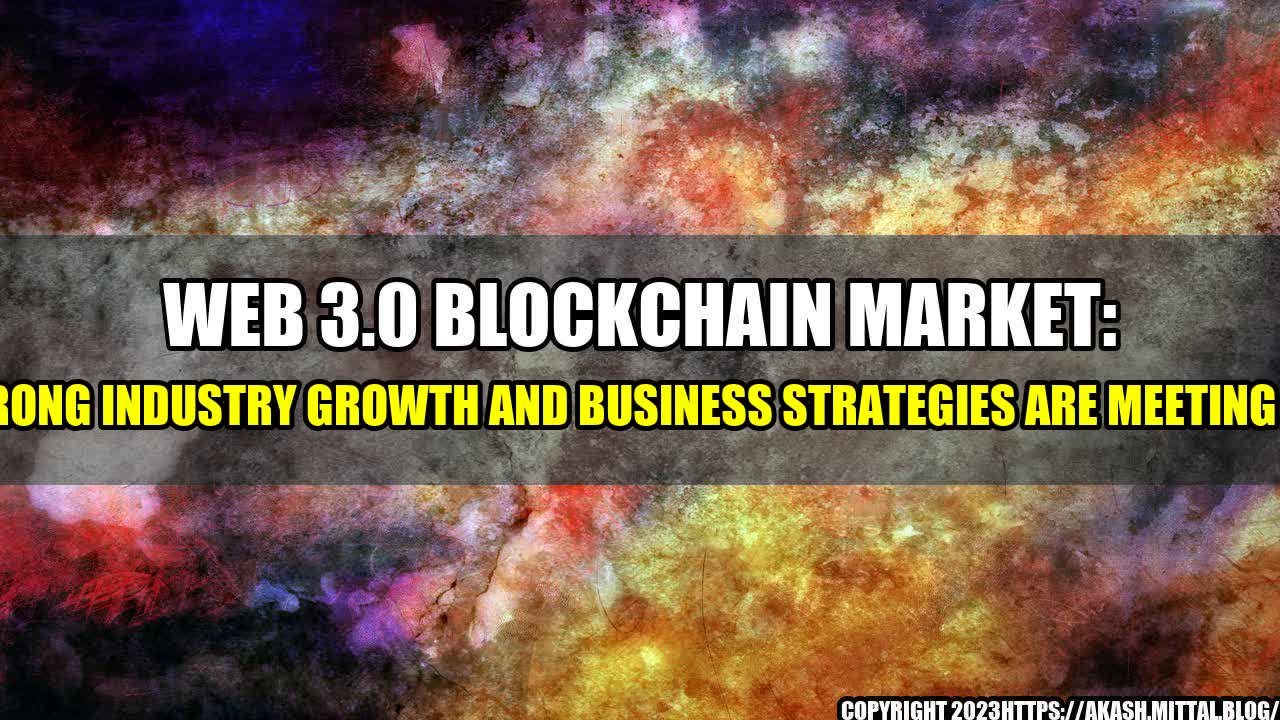 WEB 3.0 BLOCKCHAIN MARKET:
RONG INDUSTRY GROWTH AND BUSINESS STRATEGIES ARE MEETING
COPYRIGHT 2023HTTPS://AKASH.MITTAL.BLOG/